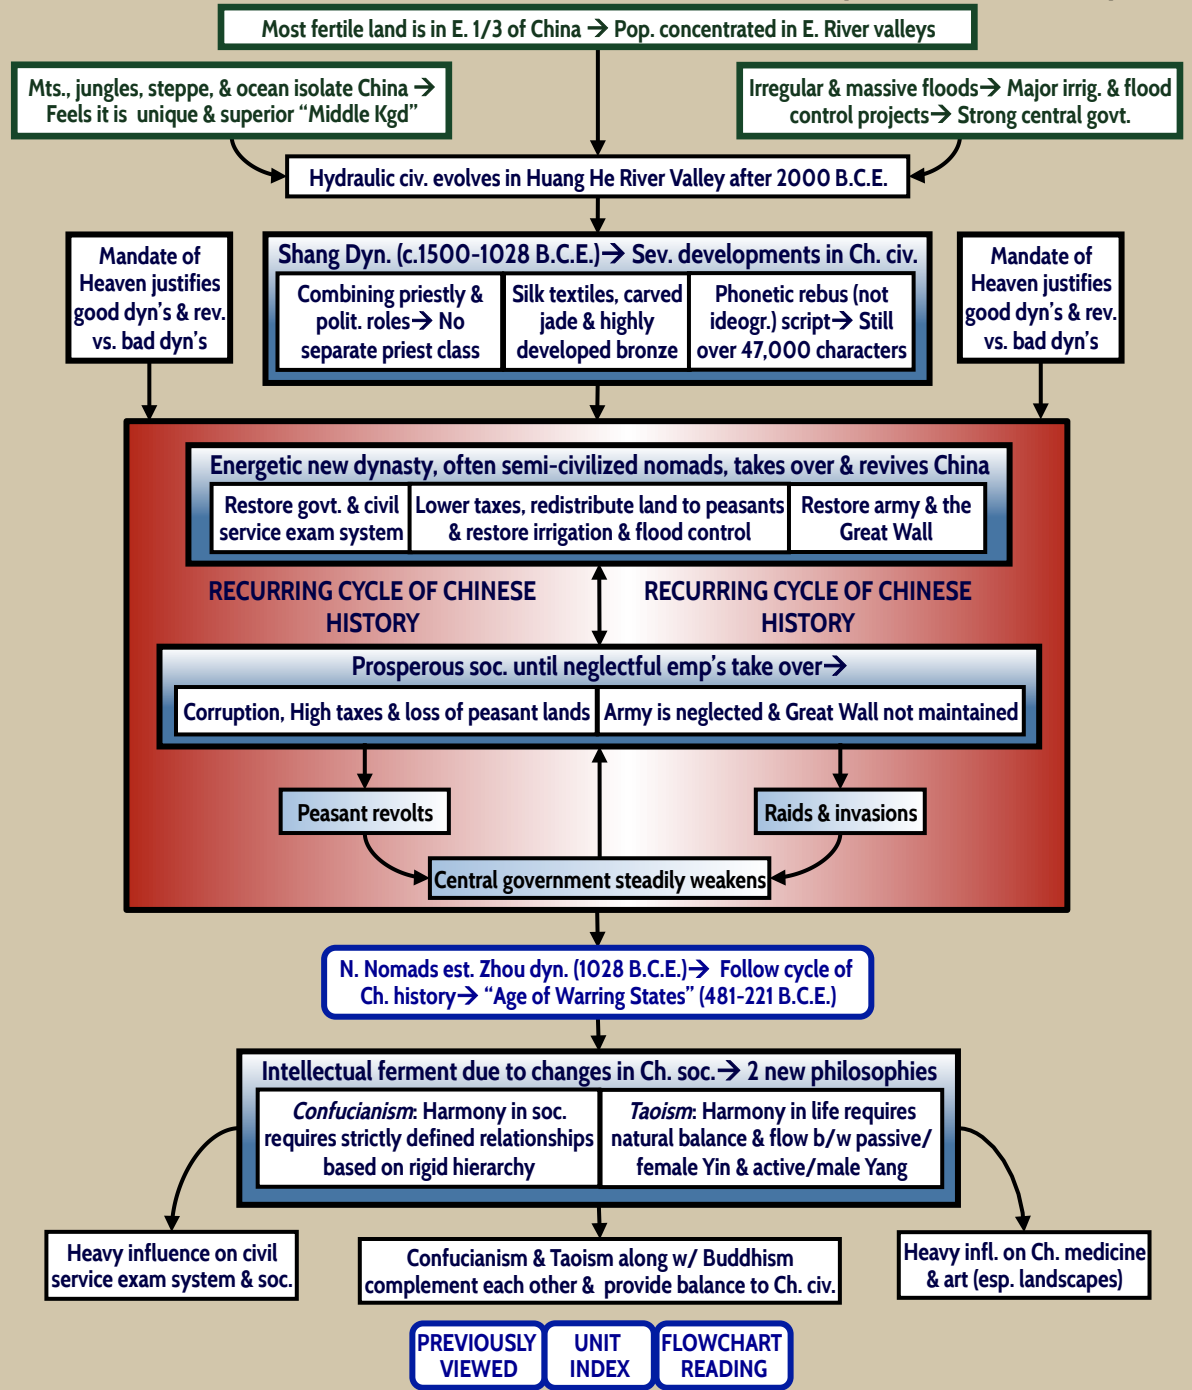 Most fertile land is in E. 1/3 of China → Pop. concentrated in E. River valleys
Mts., jungles, steppe, & ocean isolate China →
Feels it is unique & superior “Middle Kgd”
Irregular & massive floods→ Major irrig. & flood
control projects→ Strong central govt.
Hydraulic civ. evolves in Huang He River Valley after 2000 B.C.E.
Mandate of
Heaven justifies
good dyn's & rev.
vs. bad dyn's
Shang Dyn. (c.1500-1028 B.C.E.)→ Sev. developments in Ch. civ.
Combining priestly &
polit. roles→ No
separate priest class
Silk textiles, carved
jade & highly
developed bronze
Phonetic rebus (not
ideogr.) script→ Still
over 47,000 characters
Mandate of
Heaven justifies
good dyn's & rev.
vs. bad dyn's
Energetic new dynasty, often semi-civilized nomads, takes over & revives China
Restore govt. & civil
service exam system
Lower taxes, redistribute land to peasants
& restore irrigation & flood control
Restore army & the
Great Wall
RECURRING CYCLE OF CHINESE
HISTORY
RECURRING CYCLE OF CHINESE
HISTORY
Prosperous soc. until neglectful emp's take over→
Corruption, High taxes & loss of peasant lands
Army is neglected & Great Wall not maintained
Peasant revolts
Raids & invasions
Central government steadily weakens
N. Nomads est. Zhou dyn. (1028 B.C.E.)→ Follow cycle of
Ch. history→ “Age of Warring States” (481-221 B.C.E.)
Intellectual ferment due to changes in Ch. soc.→ 2 new philosophies
Confucianism: Harmony in soc.
requires strictly defined relationships
based on rigid hierarchy
Taoism: Harmony in life requires
natural balance & flow b/w passive/
female Yin & active/male Yang
Heavy influence on civil
service exam system & soc.
Confucianism & Taoism along w/ Buddhism
complement each other & provide balance to Ch. civ.
Heavy infl. on Ch. medicine
& art (esp. landscapes)
PREVIOUSLY
VIEWED
UNIT
INDEX
FLOWCHART
READING